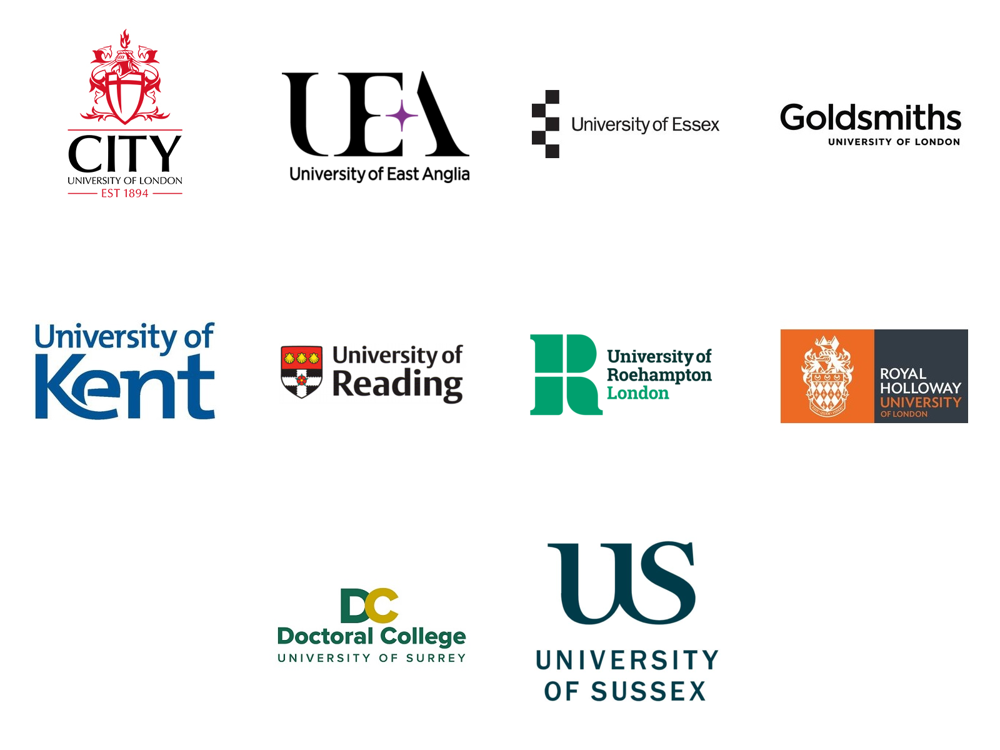 CITY
UNIVERSITY OF LONDON
EST 1894
UEA
University of East Anglia
University of Essex
Goldsmiths
UNIVERSITY OF LONDON
University of
Kent
University of
Reading
R
University of
Roehampton
London
ROYAL
HOLLOWAY
UNIVERSITY
OF LONDON
DC
Doctoral College
UNIVERSITY OF SURREY
US
UNIVERSITY
OF SUSSEX